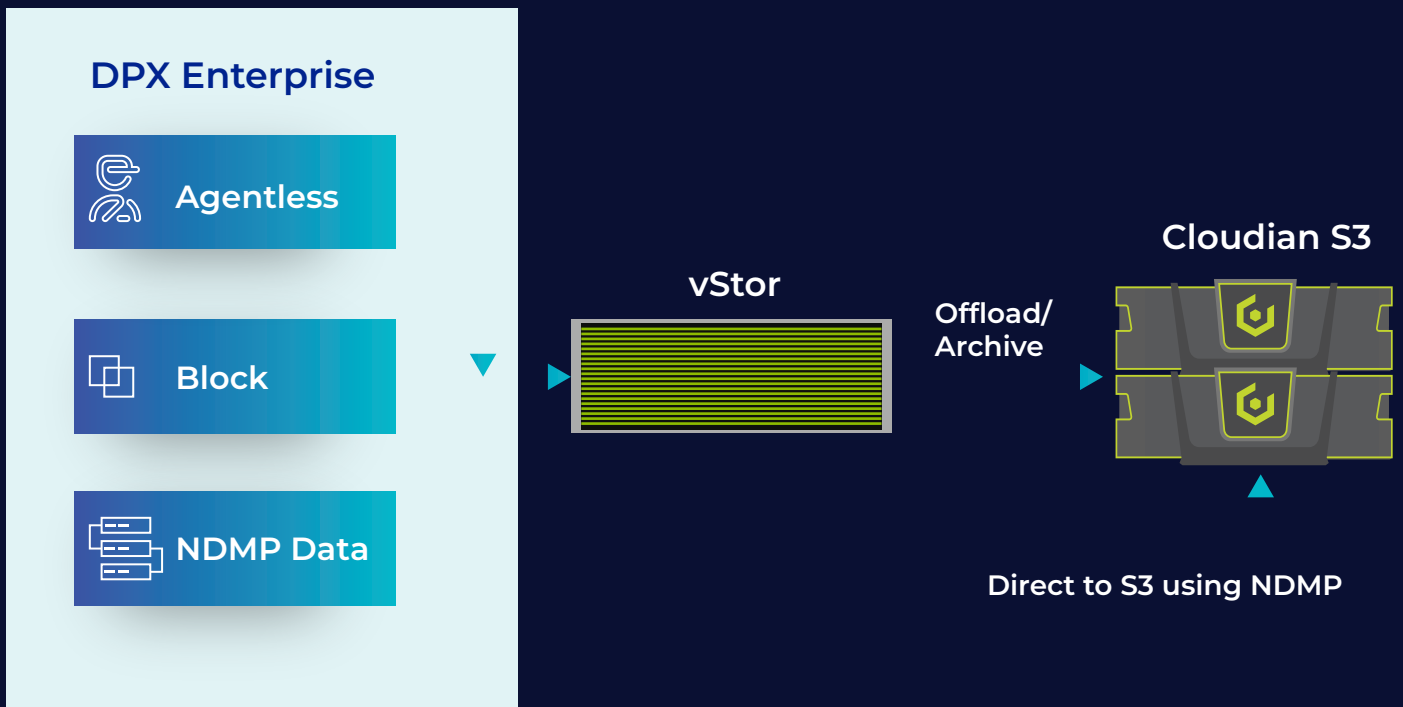 DPX Enterprise
Agentless
Block
NDMP Data
vStor
Offload/
Archive
Cloudian S3
Direct to S3 using NDMP